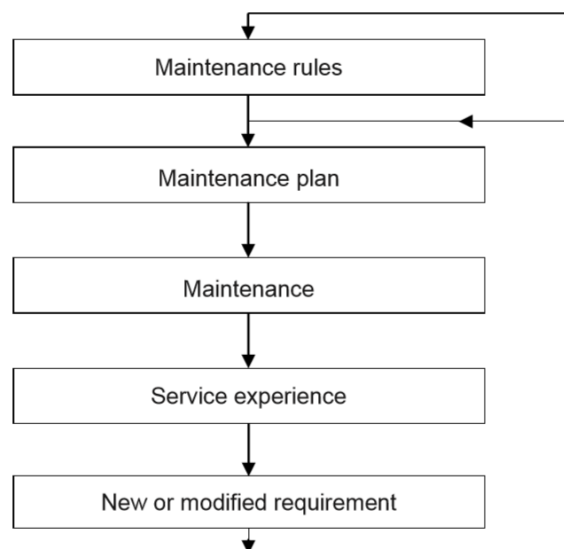 Maintenance rules
Maintenance plan
Maintenance
Service experience
New or modified requirement